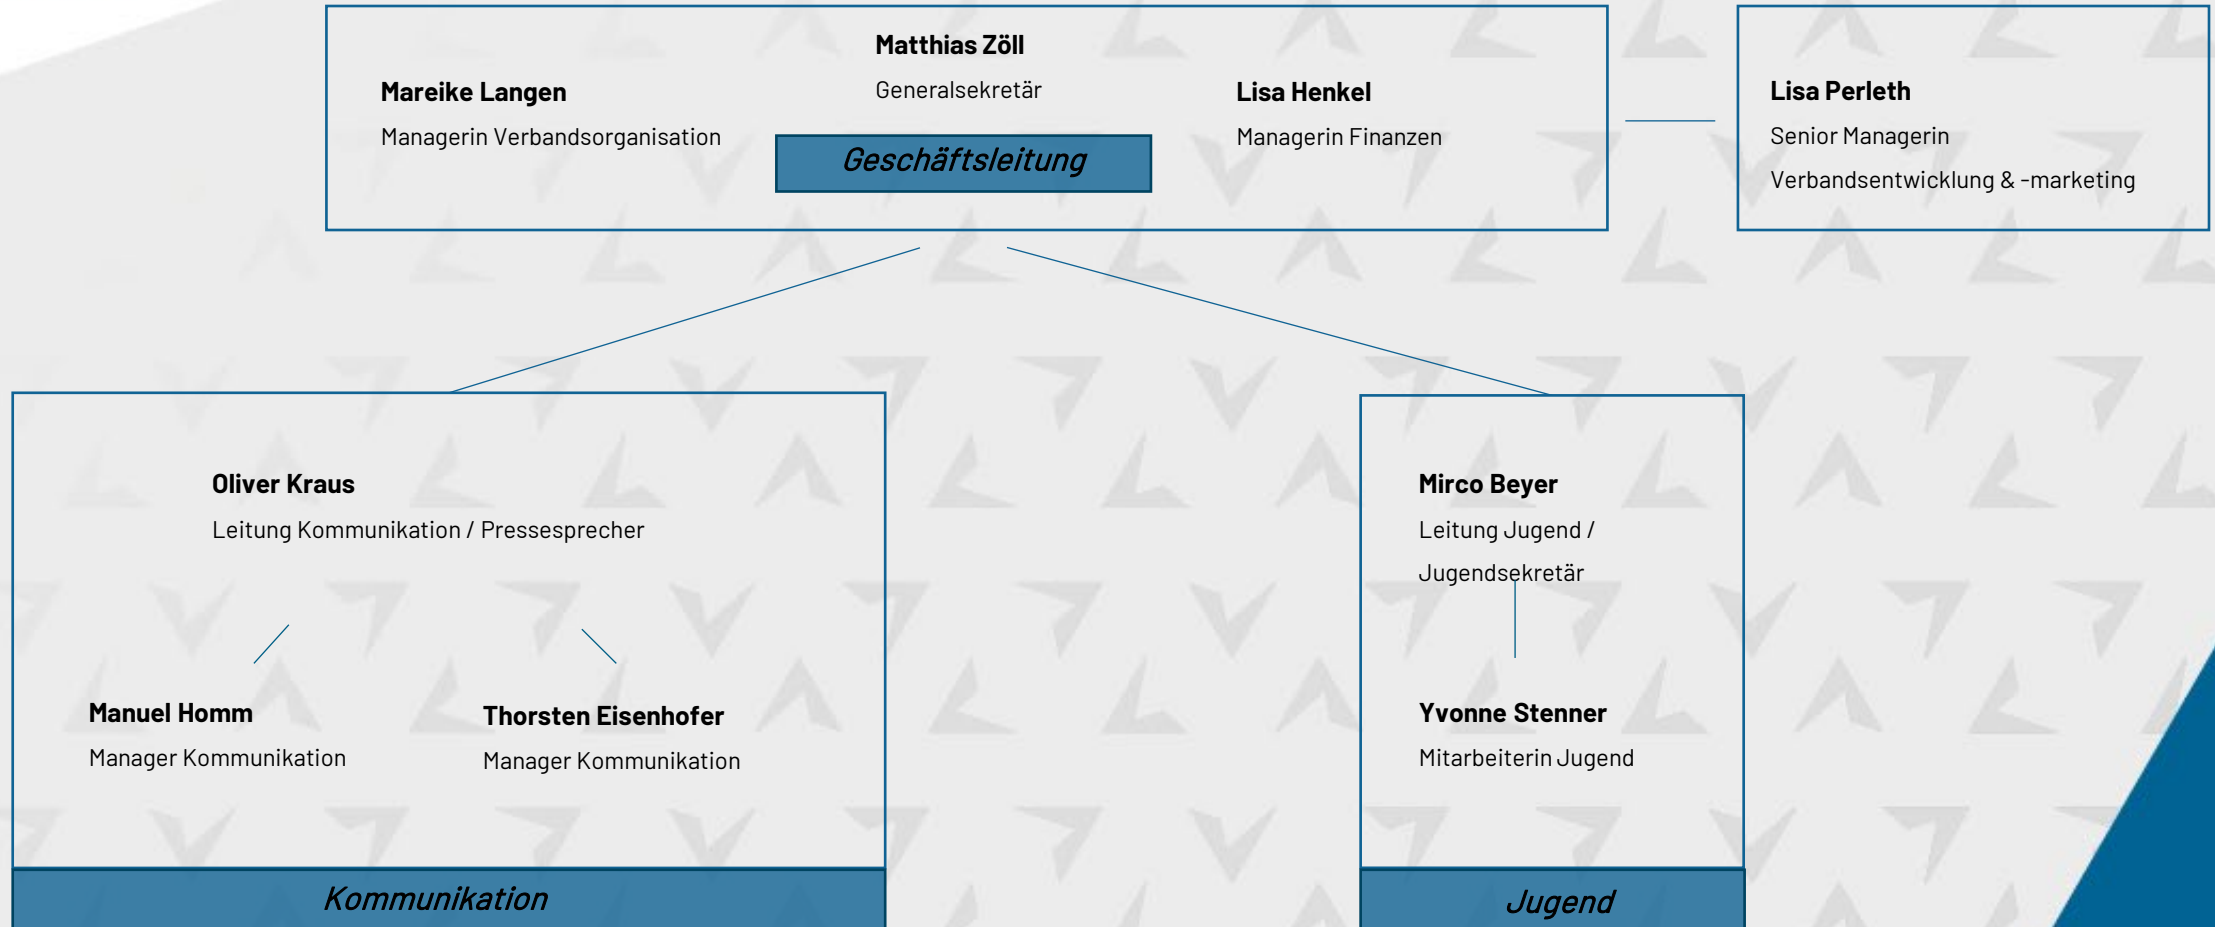 Matthias Zöll
Generalsekretär
Mareike Langen
Managerin Verbandsorganisation
Lisa Henkel
Managerin Finanzen
Geschäftsleitung
Lisa Perleth
Senior Managerin
Verbandsentwicklung & -marketing
Oliver Kraus
Leitung Kommunikation / Pressesprecher
Manuel Homm
Manager Kommunikation
Thorsten Eisenhofer
Manager Kommunikation
Kommunikation
Mirco Beyer
Leitung Jugend /
Jugendsekretär
Yvonne Stenner
Mitarbeiterin Jugend
Jugend